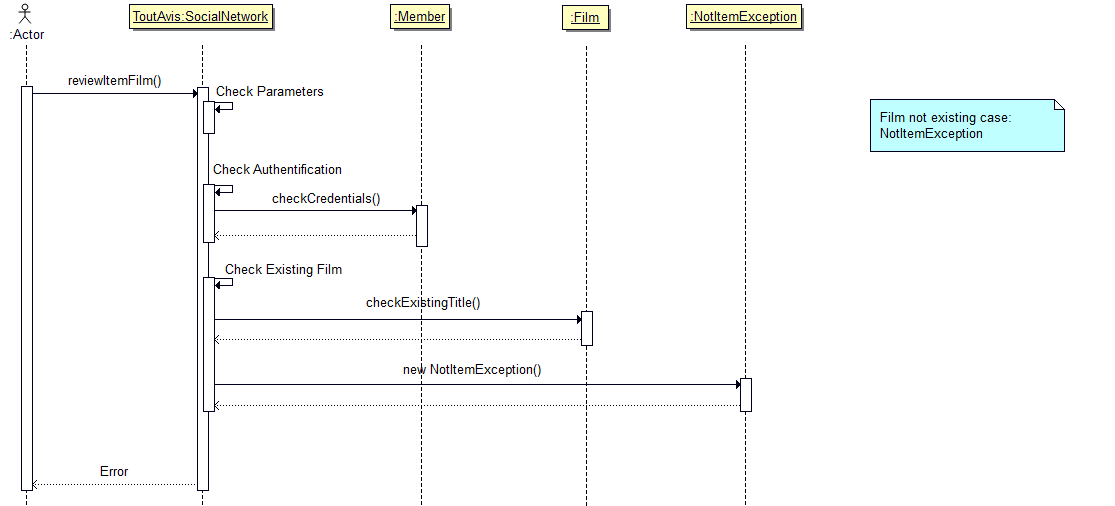 :Actor
ToutAvis:SocialNetwork
:Member
:Film
:NotItemException
reviewItemFilm()
Check Parameters
Film not existing case:
NotItemException
Check Authentification
checkCredentials()
Check Existing Film
checkExistingTitle()
new NotItemException()
Error